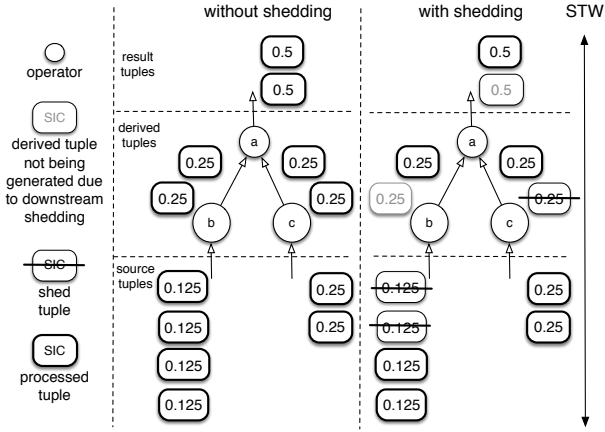 without shedding
with shedding
STW
operator
SIC
derived tuple
not being
generated due
to downstream
shedding
SIC
shed
tuple
SIC
processed
tuple
result
tuples
0.5
0.5
0.5
0.5
derived
tuples
a
0.25
0.25
0.25
0.25
b
c
a
0.25
0.25
0.25
0.25
b
c
source
tuples
0.125
0.25
0.125
0.25
0.125
0.125
0.125
0.25
0.125
0.25
0.125
0.125